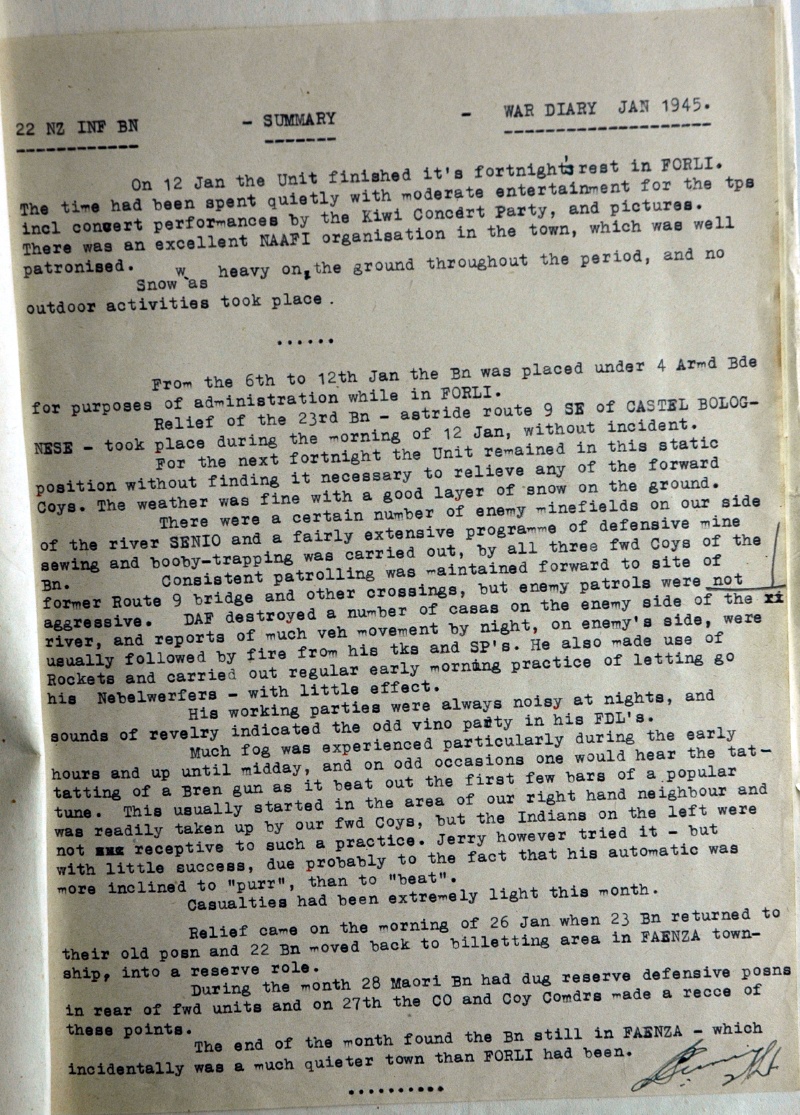 22 NZ INF BN - SUMMARY - WAR DIARY JAN 1945.
On 12 Jan the Unit finished it's fortnight's rest in FORLI.
The time had been spent quietly with moderate entertainment for the tps
incl concert performances by the Kiwi Concert Party, and pictures.
There was an excellent NAAFI organisation in the town, which was well
patronised.
Snow was heavy on the ground throughout the period, and no
outdoor activities took place.
......
From the 6th to 12th Jan the Bn was placed under 4 Armd Bde
for purposes of administration while in FORLI.
Relief of the 23rd Bn - astride route 9 SE of CASTEL BOLOG-
NESE - took place during the morning of 12 Jan, without incident.
For the next fortnight the Unit remained in this static
position without finding it necessary to relieve any of the forward
Coys. The weather was fine with a good layer of snow on the ground.
There were a certain number of enemy minefields on our side
of the river SENIO and a fairly extensive programme of defensive mine
sewing and booby-trapping was carried out, by all three fwd Coys of the
Bn.
Consistent patrolling was maintained forward to site of
former Route 9 bridge and other crossings, but enemy patrols were not
aggressive. DAF destroyed a number of casas on the enemy side of the xi
river, and reports of much veh movement by night, on enemy's side, were
usually followed by fire from his tks and SP's. He also made use of
Rockets and carried out regular early morning practice of letting go
his Nebelwerfers - with little effect.
His working parties were always noisy at nights, and
sounds of revelry indicated the odd vino party in his FDL's.
Much fog was experienced particularly during the early
hours and up until midday, and on odd occasions one would hear the tat-
tatting of a Bren gun as it beat out the first few bars of a popular
tune. This usually started in the area of our right hand neighbour and
was readily taken up by our fwd Coys, but the Indians on the left were
not receptive to such a practice. Jerry however tried it - but
with little success, due probably to the fact that his automatic was
more inclined to "purr", than to "beat".
Casualties had been extremely light this month.
Relief came on the morning of 26 Jan when 23 Bn returned to
their old posn and 22 Bn moved back to billetting area in FAENZA town-
ship, into a reserve role.
During the month 28 Maori Bn had dug reserve defensive posns
in rear of fwd units and on 27th the CO and Coy Comdrs made a recce of
these points.
The end of the month found the Bn still in FAENZA - which
incidentally was a much quieter town than FORLI had been.
..........